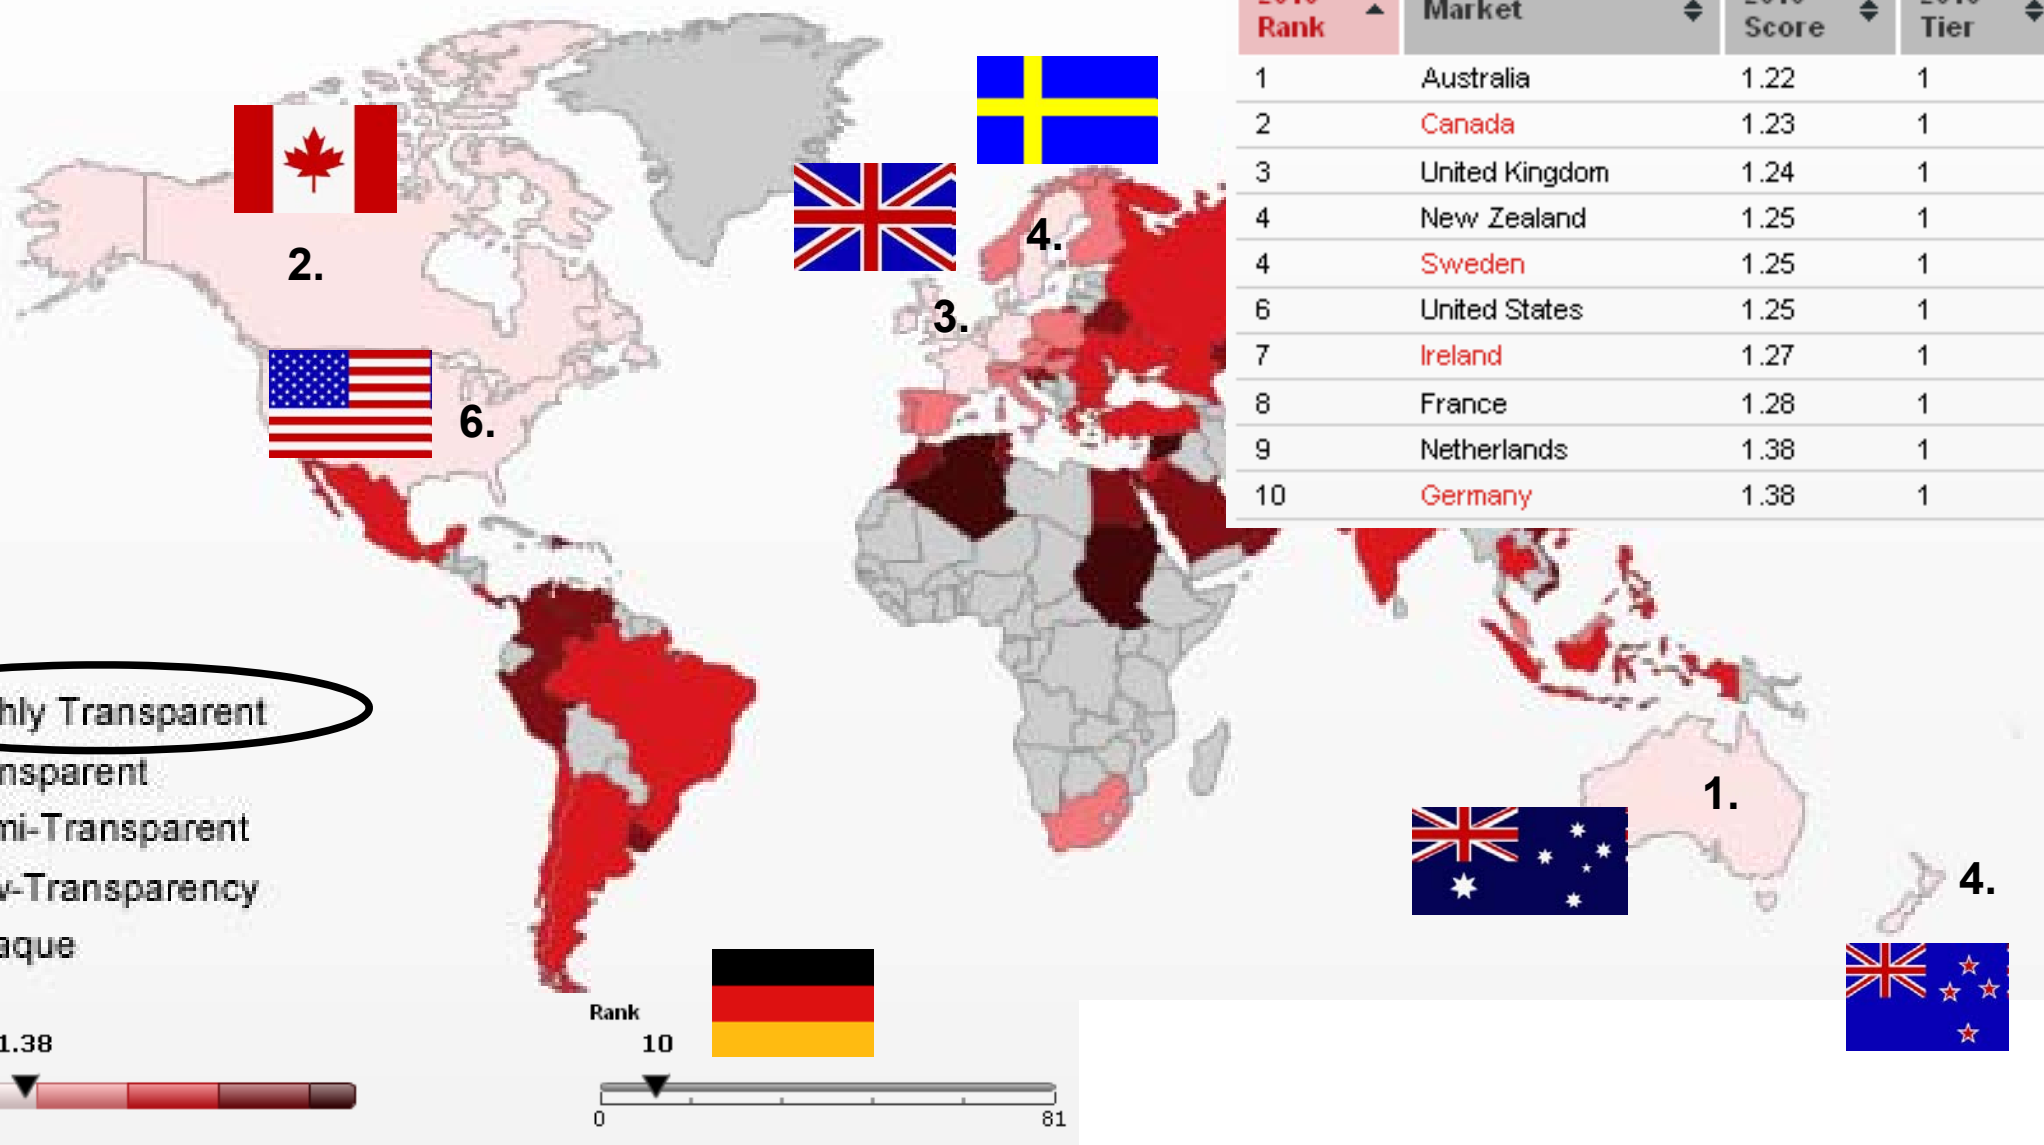 Rank Market Score Tier
1 Australia 1.22 1
2 Canada 1.23 1
3 United Kingdom 1.24 1
4 New Zealand 1.25 1
4 Sweden 1.25 1
6 United States 1.25 1
7 Ireland 1.27 1
8 France 1.28 1
9 Netherlands 1.38 1
10 Germany 1.38 1
2.
4.
3.
6.
1.
4.
hly Transparent
nsparent
mi-Transparent
w-Transparency
aque
1.38
Rank
10
0 81